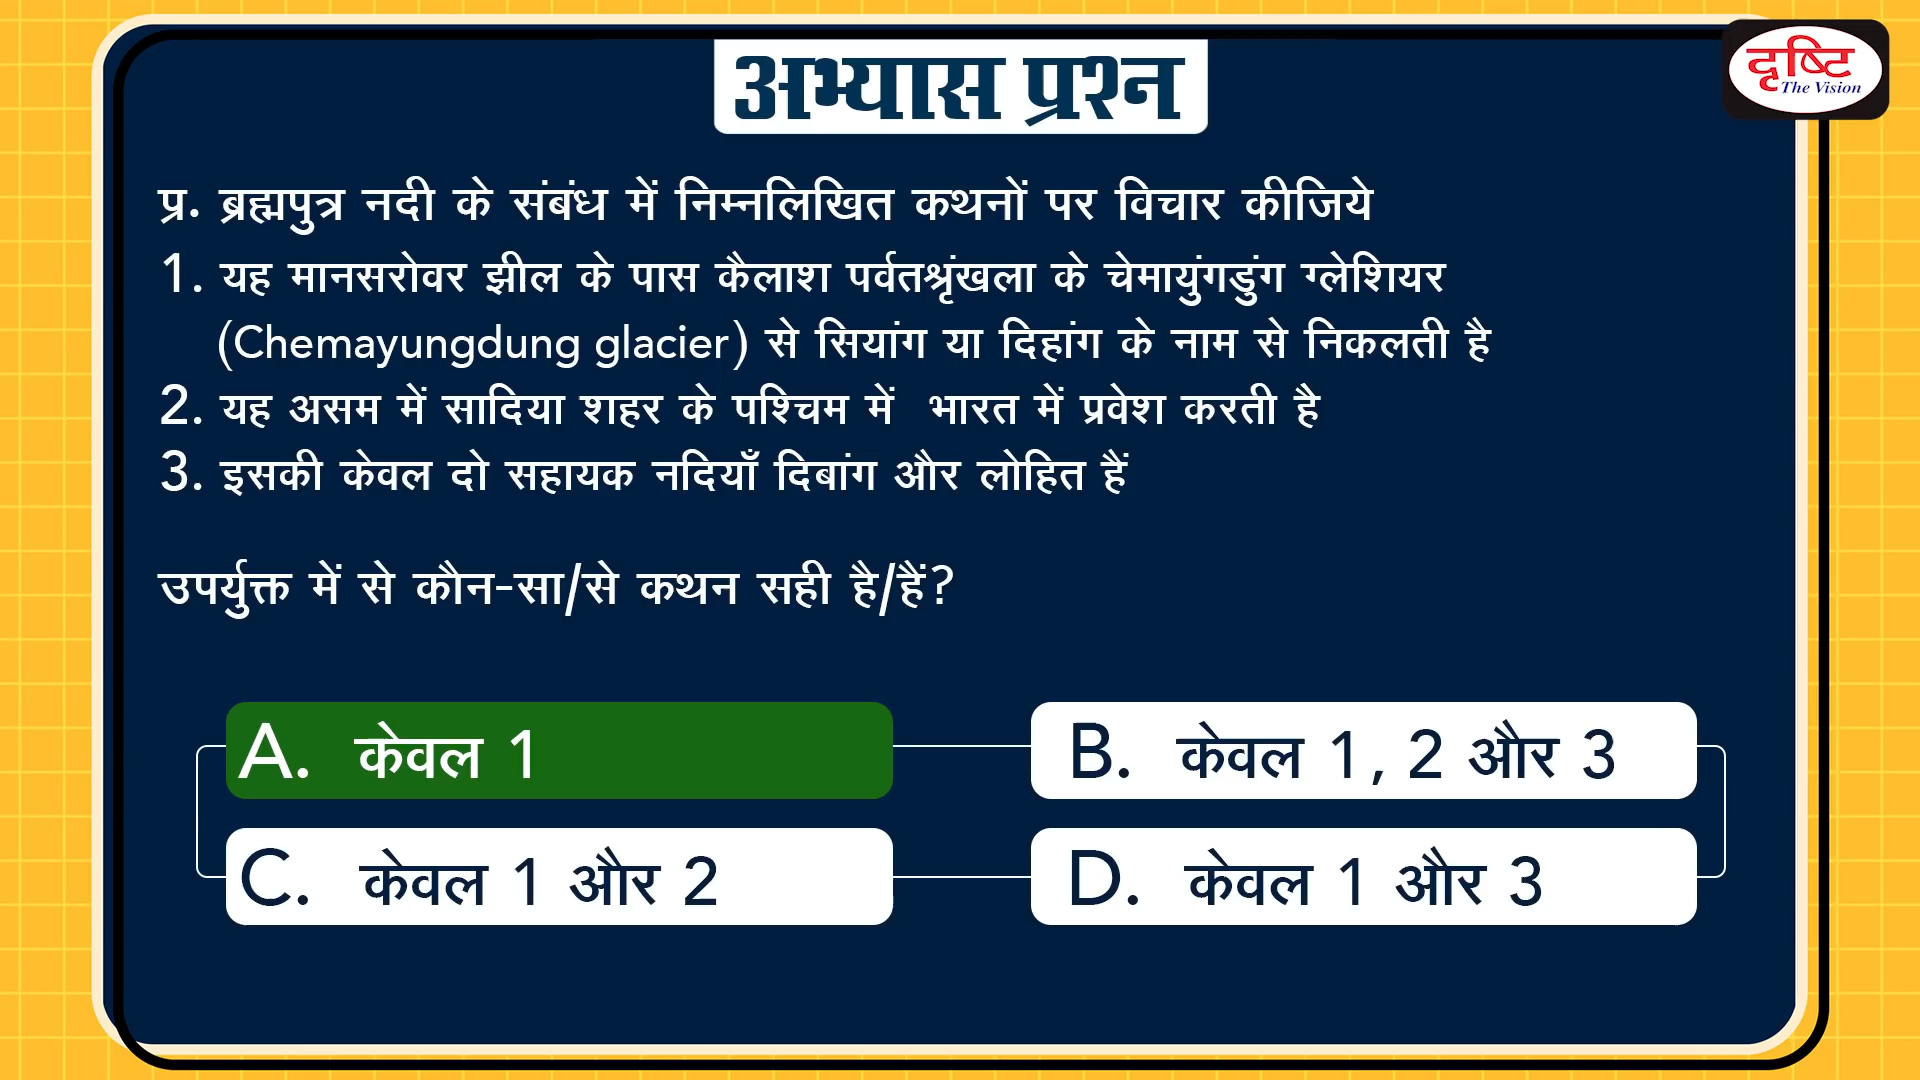 अभ्यास प्रश्न
दृष्टि
The Vision
प्र. ब्रह्मपुत्र नदी के संबंध में निम्नलिखित कथनों पर विचार कीजिये
1. यह मानसरोवर झील के पास कैलाश पर्वतश्रृंखला के चेमायुंगडुंग ग्लेशियर
(Chemayungdung glacier) से सियांग या दिहांग के नाम से निकलती है
2. यह असम में सादिया शहर के पश्चिम में भारत में प्रवेश करती है
3. इसकी केवल दो सहायक नदियाँ दिबांग और लोहित हैं
उपर्युक्त में से कौन-सा/से कथन सही है/हैं?
A. केवल 1
B. केवल 1, 2 और 3
C. केवल 1 और 2
D. केवल 1 और 3